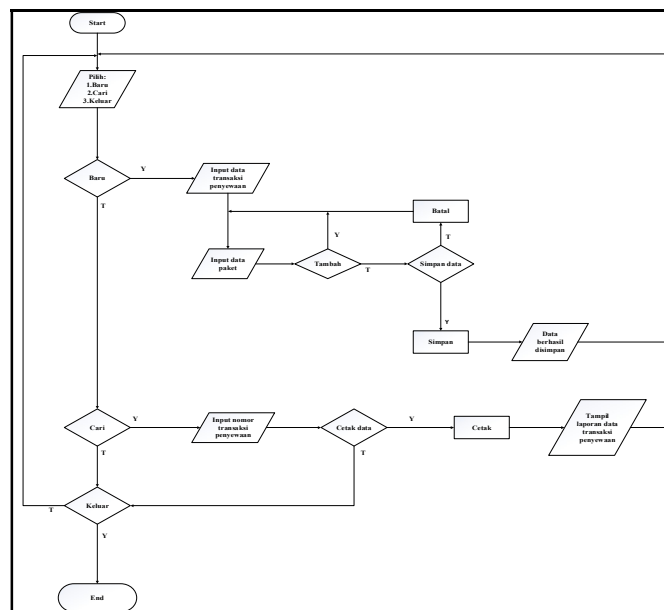 Start
Pilih:
1.Baru
2.Cari
3.Keluar
Baru
Y
T
Input data
transaksi
penyewaan
Batal
Y
T
Input data
paket
Tambah
T
Simpan data
Y
Simpan
Data
berhasil
disimpan
Cari
Y
T
Input nomor
transaksi
penyewaan
Cetak data
Y
T
Cetak
Tampil
laporan data
transaksi
penyewaan
Keluar
T
Y
End